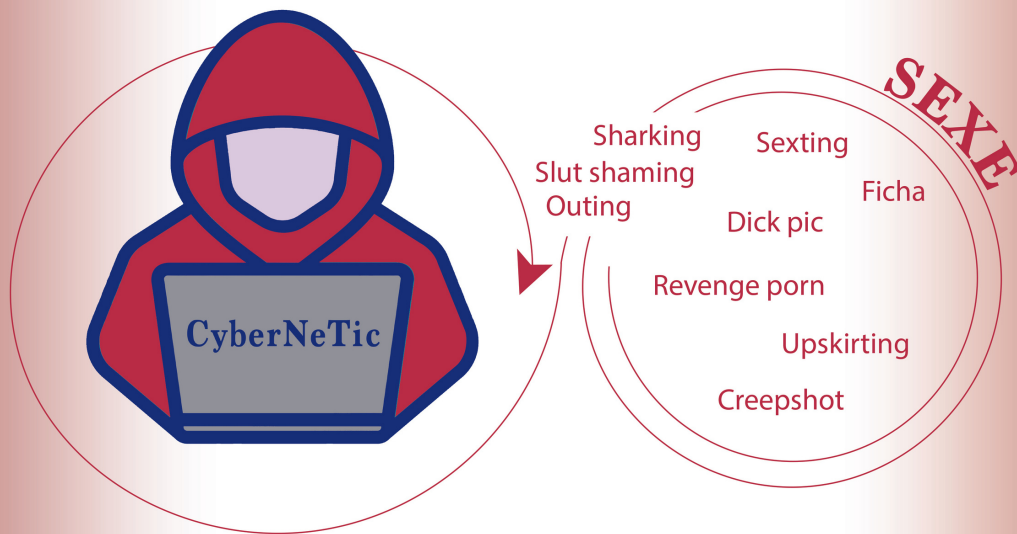 SEXE
Sharking
Sexting
Slut shaming
Ficha
Outing
Dick pic
Revenge porn
CyberNeTic
Upskirting
Creepshot